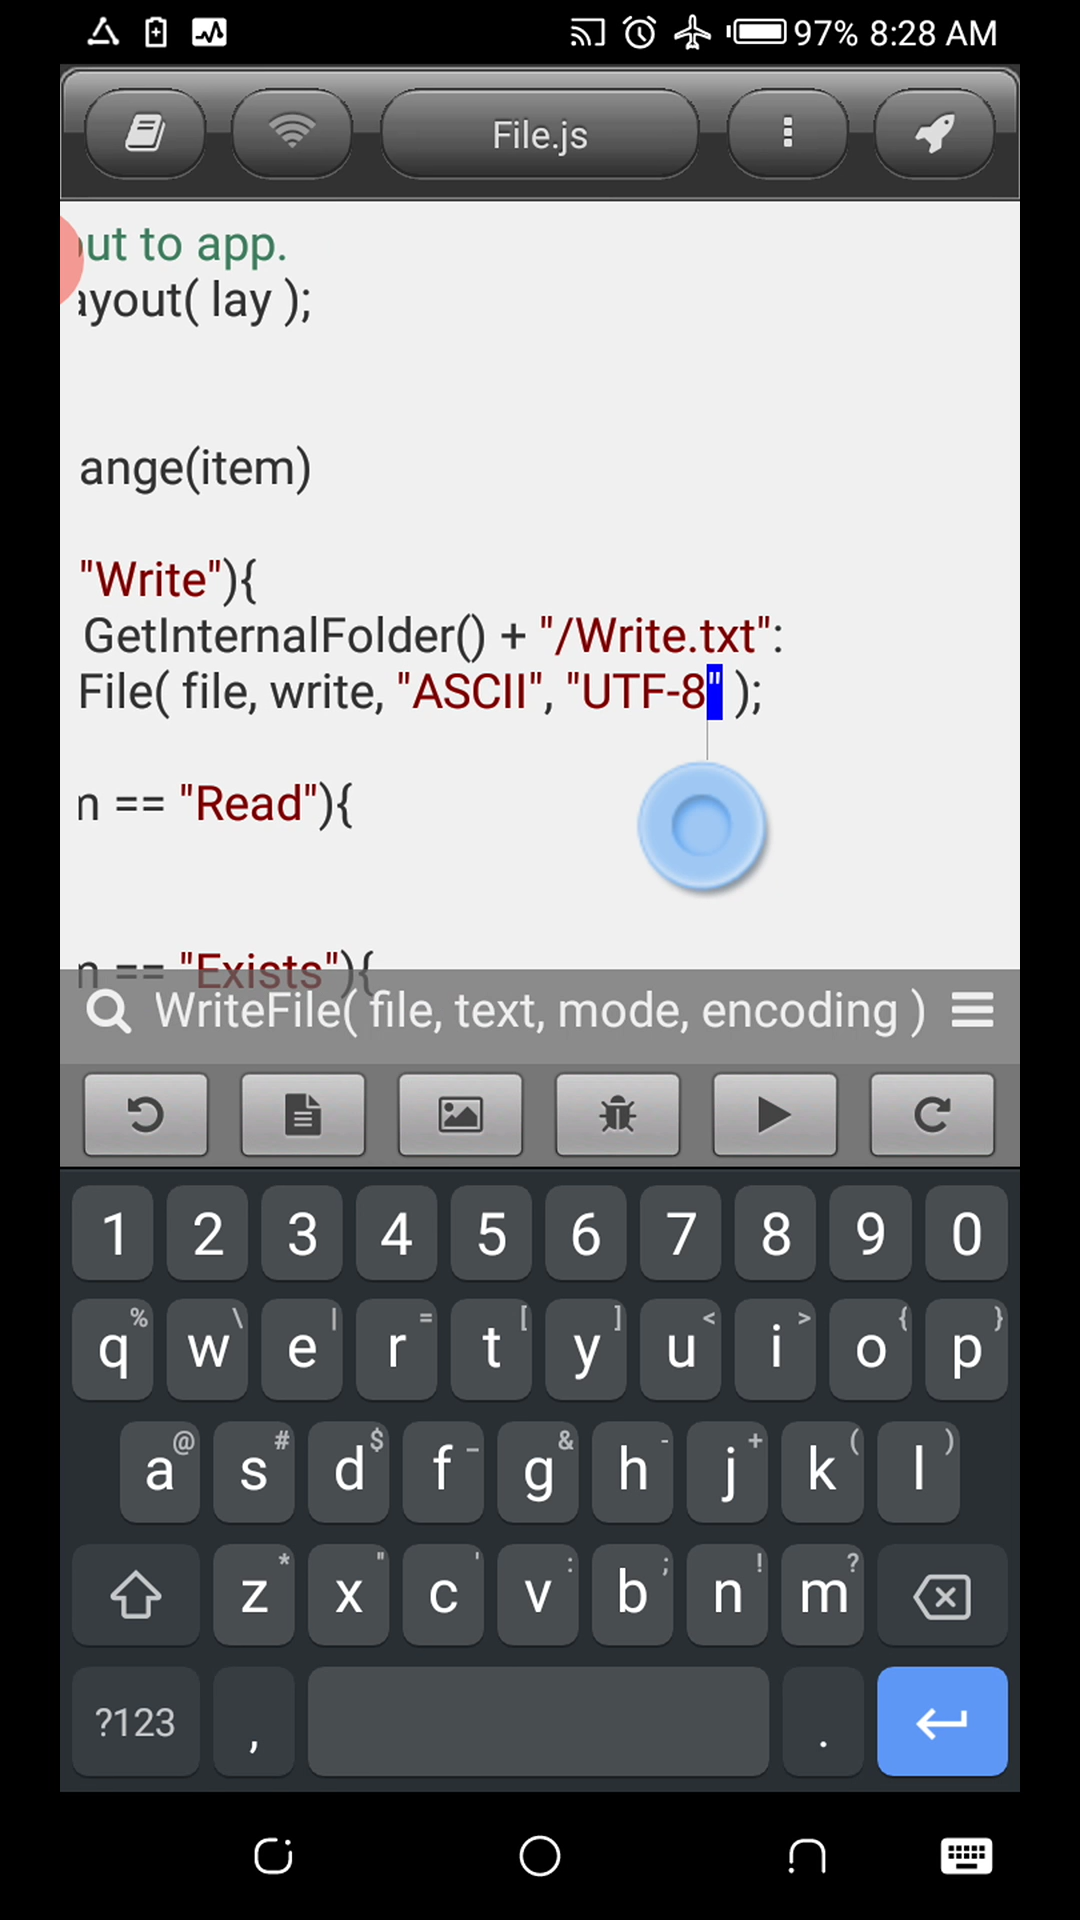 97% 8:28 AM
File.js
out to app.
ayout( lay );
ange(item)
"Write"){
GetInternalFolder() + "/Write.txt":
File( file, write, "ASCII", "UTF-8" );
n == "Read"){
n == "Exists"){
WriteFile( file, text, mode, encoding )
1 2 3 4 5 6 7 8 9 0
% \ | = [ ] < > { }
q w e r t y u i o p
@ # $ _ & - + ( )
a s d f g h j k l
* " ' : ; ! ?
z x c v b n m
?123 , .